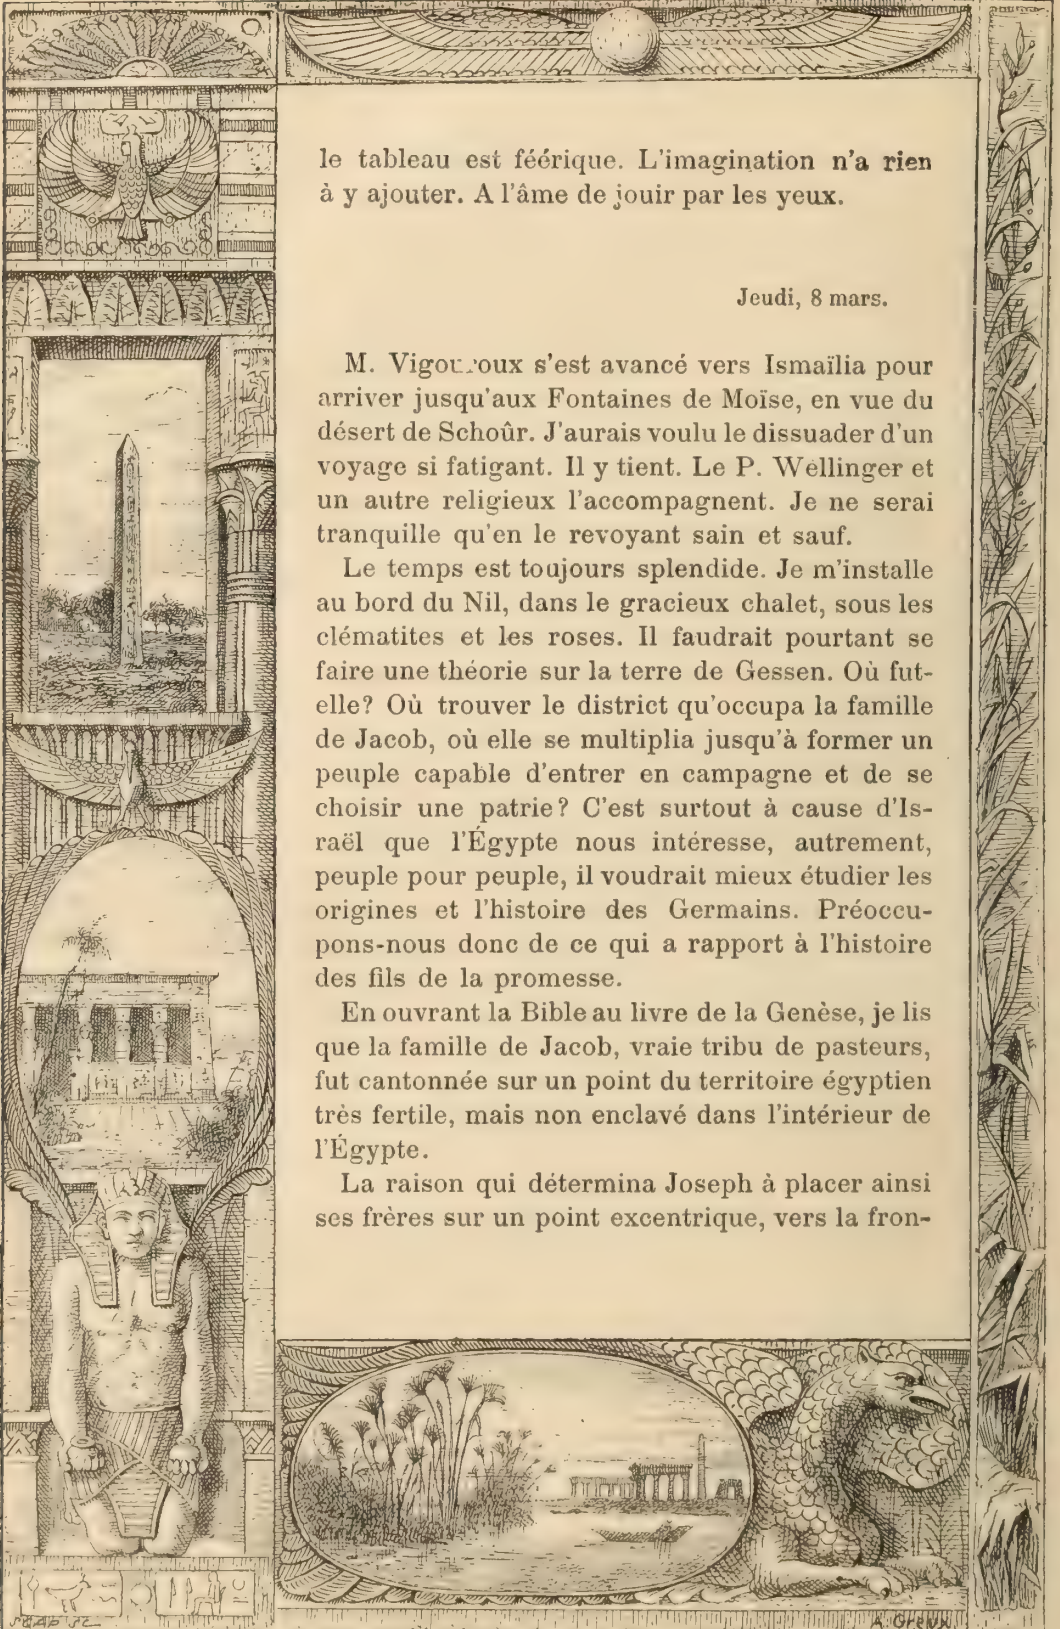 le tableau est féérique. L'imagination n'a rien
à y ajouter. A l'âme de jouir par les yeux.
Jeudi, 8 mars.
M. Vigouroux s'est avancé vers Ismaïlia pour
arriver jusqu'aux Fontaines de Moïse, en vue du
désert de Schoûr. J'aurais voulu le dissuader d'un
voyage si fatigant. Il y tient. Le P. Wellinger et
un autre religieux l'accompagnent. Je ne serai
tranquille qu'en le revoyant sain et sauf.
Le temps est toujours splendide. Je m'installe
au bord du Nil, dans le gracieux chalet, sous les
clématites et les roses. Il faudrait pourtant se
faire une théorie sur la terre de Gessen. Où fut-
elle? Où trouver le district qu'occupa la famille
de Jacob, où elle se multiplia jusqu'à former un
peuple capable d'entrer en campagne et de se
choisir une patrie? C'est surtout à cause d'Is-
raël que l'Égypte nous intéresse, autrement,
peuple pour peuple, il voudrait mieux étudier les
origines et l'histoire des Germains. Préoccu-
pons-nous donc de ce qui a rapport à l'histoire
des fils de la promesse.
En ouvrant la Bible au livre de la Genèse, je lis
que la famille de Jacob, vraie tribu de pasteurs,
fut cantonnée sur un point du territoire égyptien
très fertile, mais non enclavé dans l'intérieur de
l'Égypte.
La raison qui détermina Joseph à placer ainsi
ses frères sur un point excentrique, vers la fron-